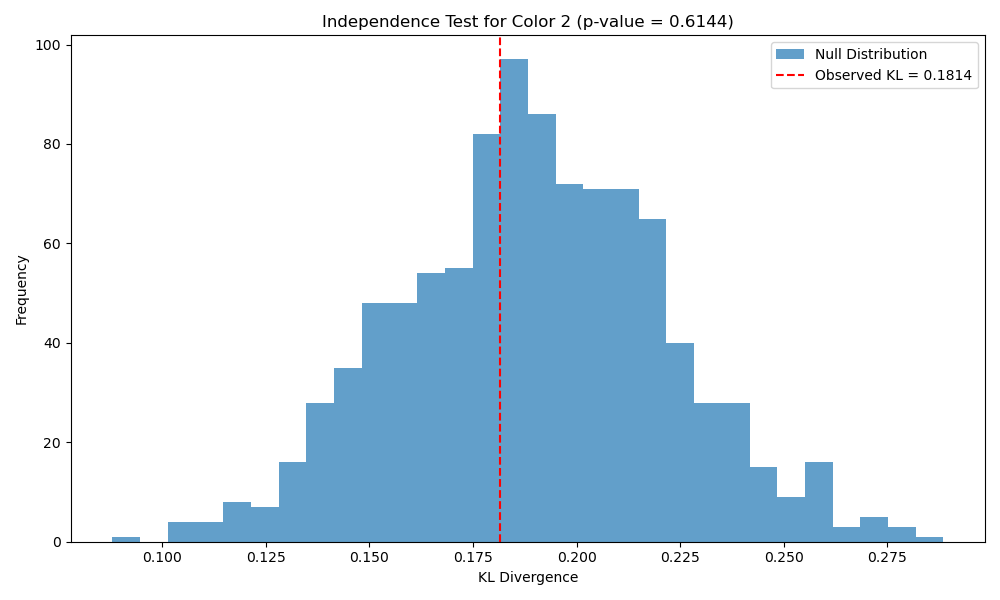 Independence Test for Color 2 (p-value = 0.6144)
Null Distribution
Observed KL = 0.1814
Frequency
100
80
60
40
20
0
0.100 0.125 0.150 0.175 0.200 0.225 0.250 0.275
KL Divergence